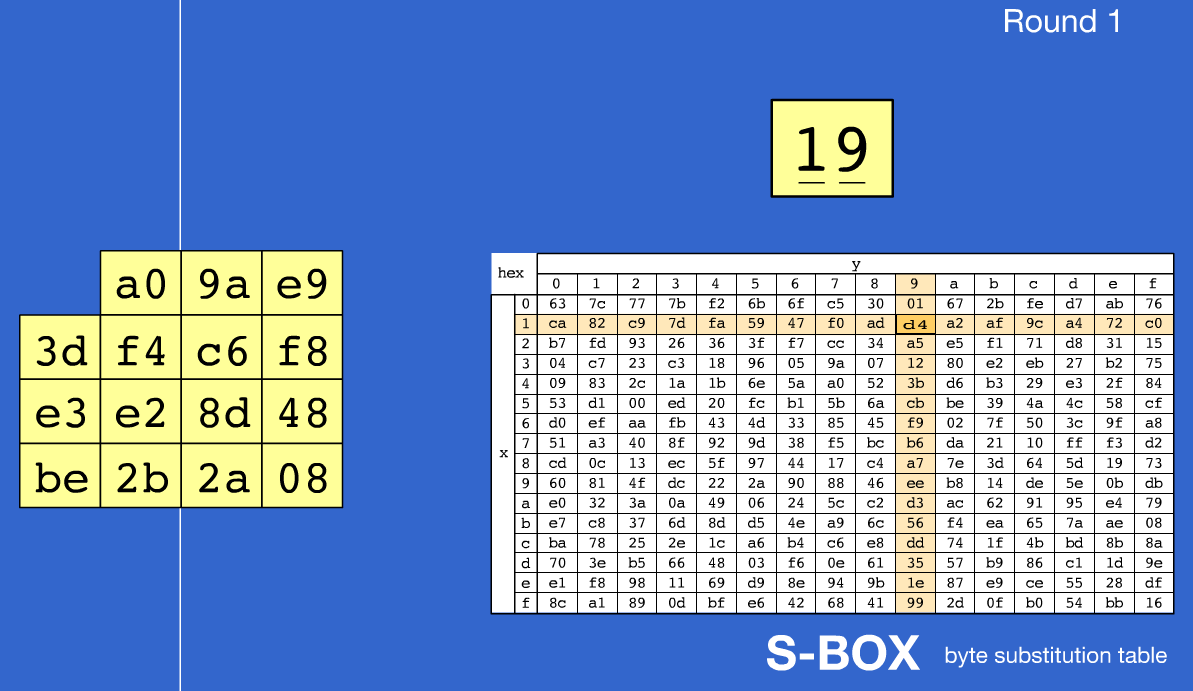 Round 1
19
a0 9a e9
3d f4 c6 f8
e3 e2 8d 48
be 2b 2a 08
hex y
0 1 2 3 4 5 6 7 8 9 a b c d e f
0 63 7c 77 7b f2 6b 6f c5 30 01 67 2b fe d7 ab 76
1 ca 82 c9 7d fa 59 47 f0 ad d4 a2 af 9c a4 72 c0
2 b7 fd 93 26 36 3f f7 cc 34 a5 e5 f1 71 d8 31 15
3 04 c7 23 c3 18 96 05 9a 07 12 80 e2 eb 27 b2 75
4 09 83 2c 1a 1b 6e 5a a0 52 3b d6 b3 29 e3 2f 84
5 53 d1 00 ed 20 fc b1 5b 6a cb be 39 4a 4c 58 cf
6 d0 ef aa fb 43 4d 33 85 45 f9 02 7f 50 3c 9f a8
7 51 a3 40 8f 92 9d 38 f5 bc b6 da 21 10 ff f3 d2
x
8 cd 0c 13 ec 5f 97 44 17 c4 a7 7e 3d 64 5d 19 73
9 60 81 4f dc 22 2a 90 88 46 ee b8 14 de 5e 0b db
a e0 32 3a 0a 49 06 24 5c c2 d3 ac 62 91 95 e4 79
b e7 c8 37 6d 8d d5 4e a9 6c 56 f4 ea 65 7a ae 08
c ba 78 25 2e 1c a6 b4 c6 e8 dd 74 1f 4b bd 8b 8a
d 70 3e b5 66 48 03 f6 0e 61 35 57 b9 86 c1 1d 9e
e e1 f8 98 11 69 d9 8e 94 9b 1e 87 e9 ce 55 28 df
f 8c a1 89 0d bf e6 42 68 41 99 2d 0f b0 54 bb 16
S-BOX byte substitution table